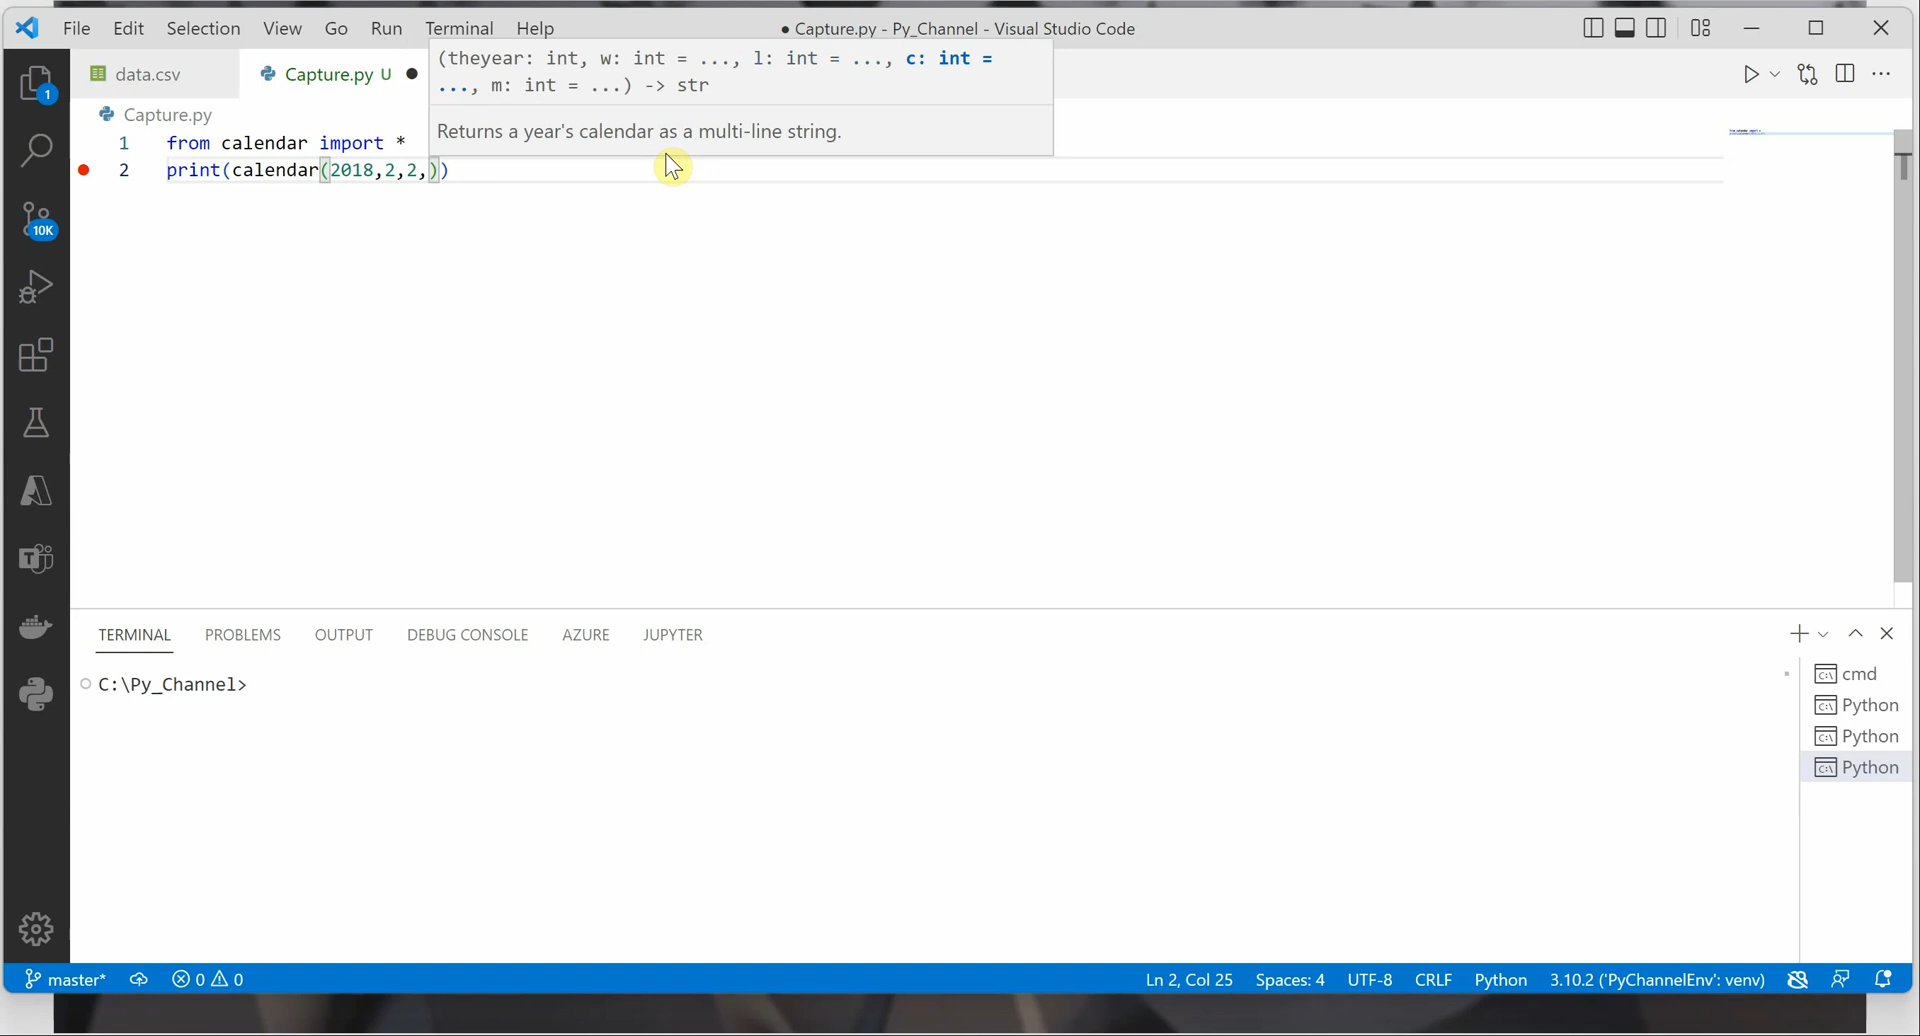 File Edit Selection View Go Run Terminal Help
● Capture.py - Py_Channel - Visual Studio Code
data.csv
Capture.py U ●
(theyear: int, w: int = ..., l: int = ..., c: int =
..., m: int = ...) -> str
Returns a year's calendar as a multi-line string.
Capture.py
1 from calendar import *
2 print(calendar(2018,2,2,))
1
10K
TERMINAL PROBLEMS OUTPUT DEBUG CONSOLE AZURE JUPYTER
C:\Py_Channel>
cmd
Python
Python
Python
master* 0 0 Ln 2, Col 25 Spaces: 4 UTF-8 CRLF Python 3.10.2 ('PyChannelEnv': venv)